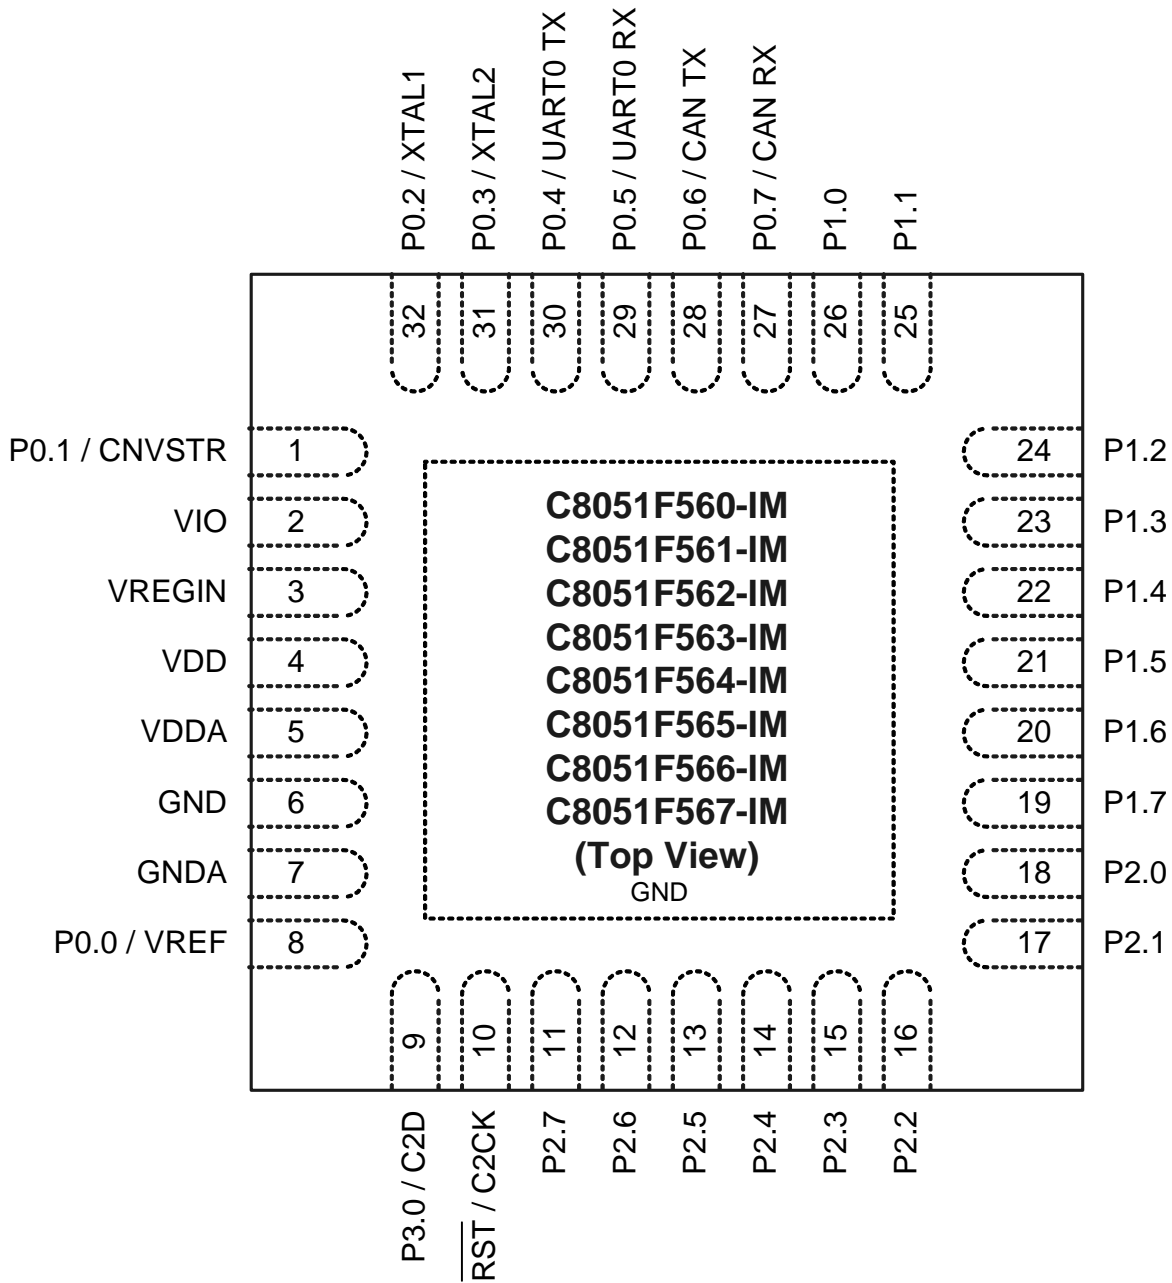 P0.2 / XTAL1
P0.3 / XTAL2
P0.4 / UART0 TX
P0.5 / UART0 RX
P0.6 / CAN TX
P0.7 / CAN RX
P1.0
P1.1
32
31
30
29
28
27
26
25
P0.1 / CNVSTR 1
VIO 2
VREGIN 3
VDD 4
VDDA 5
GND 6
GNDA 7
P0.0 / VREF 8
C8051F560-IM
C8051F561-IM
C8051F562-IM
C8051F563-IM
C8051F564-IM
C8051F565-IM
C8051F566-IM
C8051F567-IM
(Top View)
GND
24 P1.2
23 P1.3
22 P1.4
21 P1.5
20 P1.6
19 P1.7
18 P2.0
17 P2.1
9
10
11
12
13
14
15
16
P3.0 / C2D
R̅S̅T̅ / C2CK
P2.7
P2.6
P2.5
P2.4
P2.3
P2.2